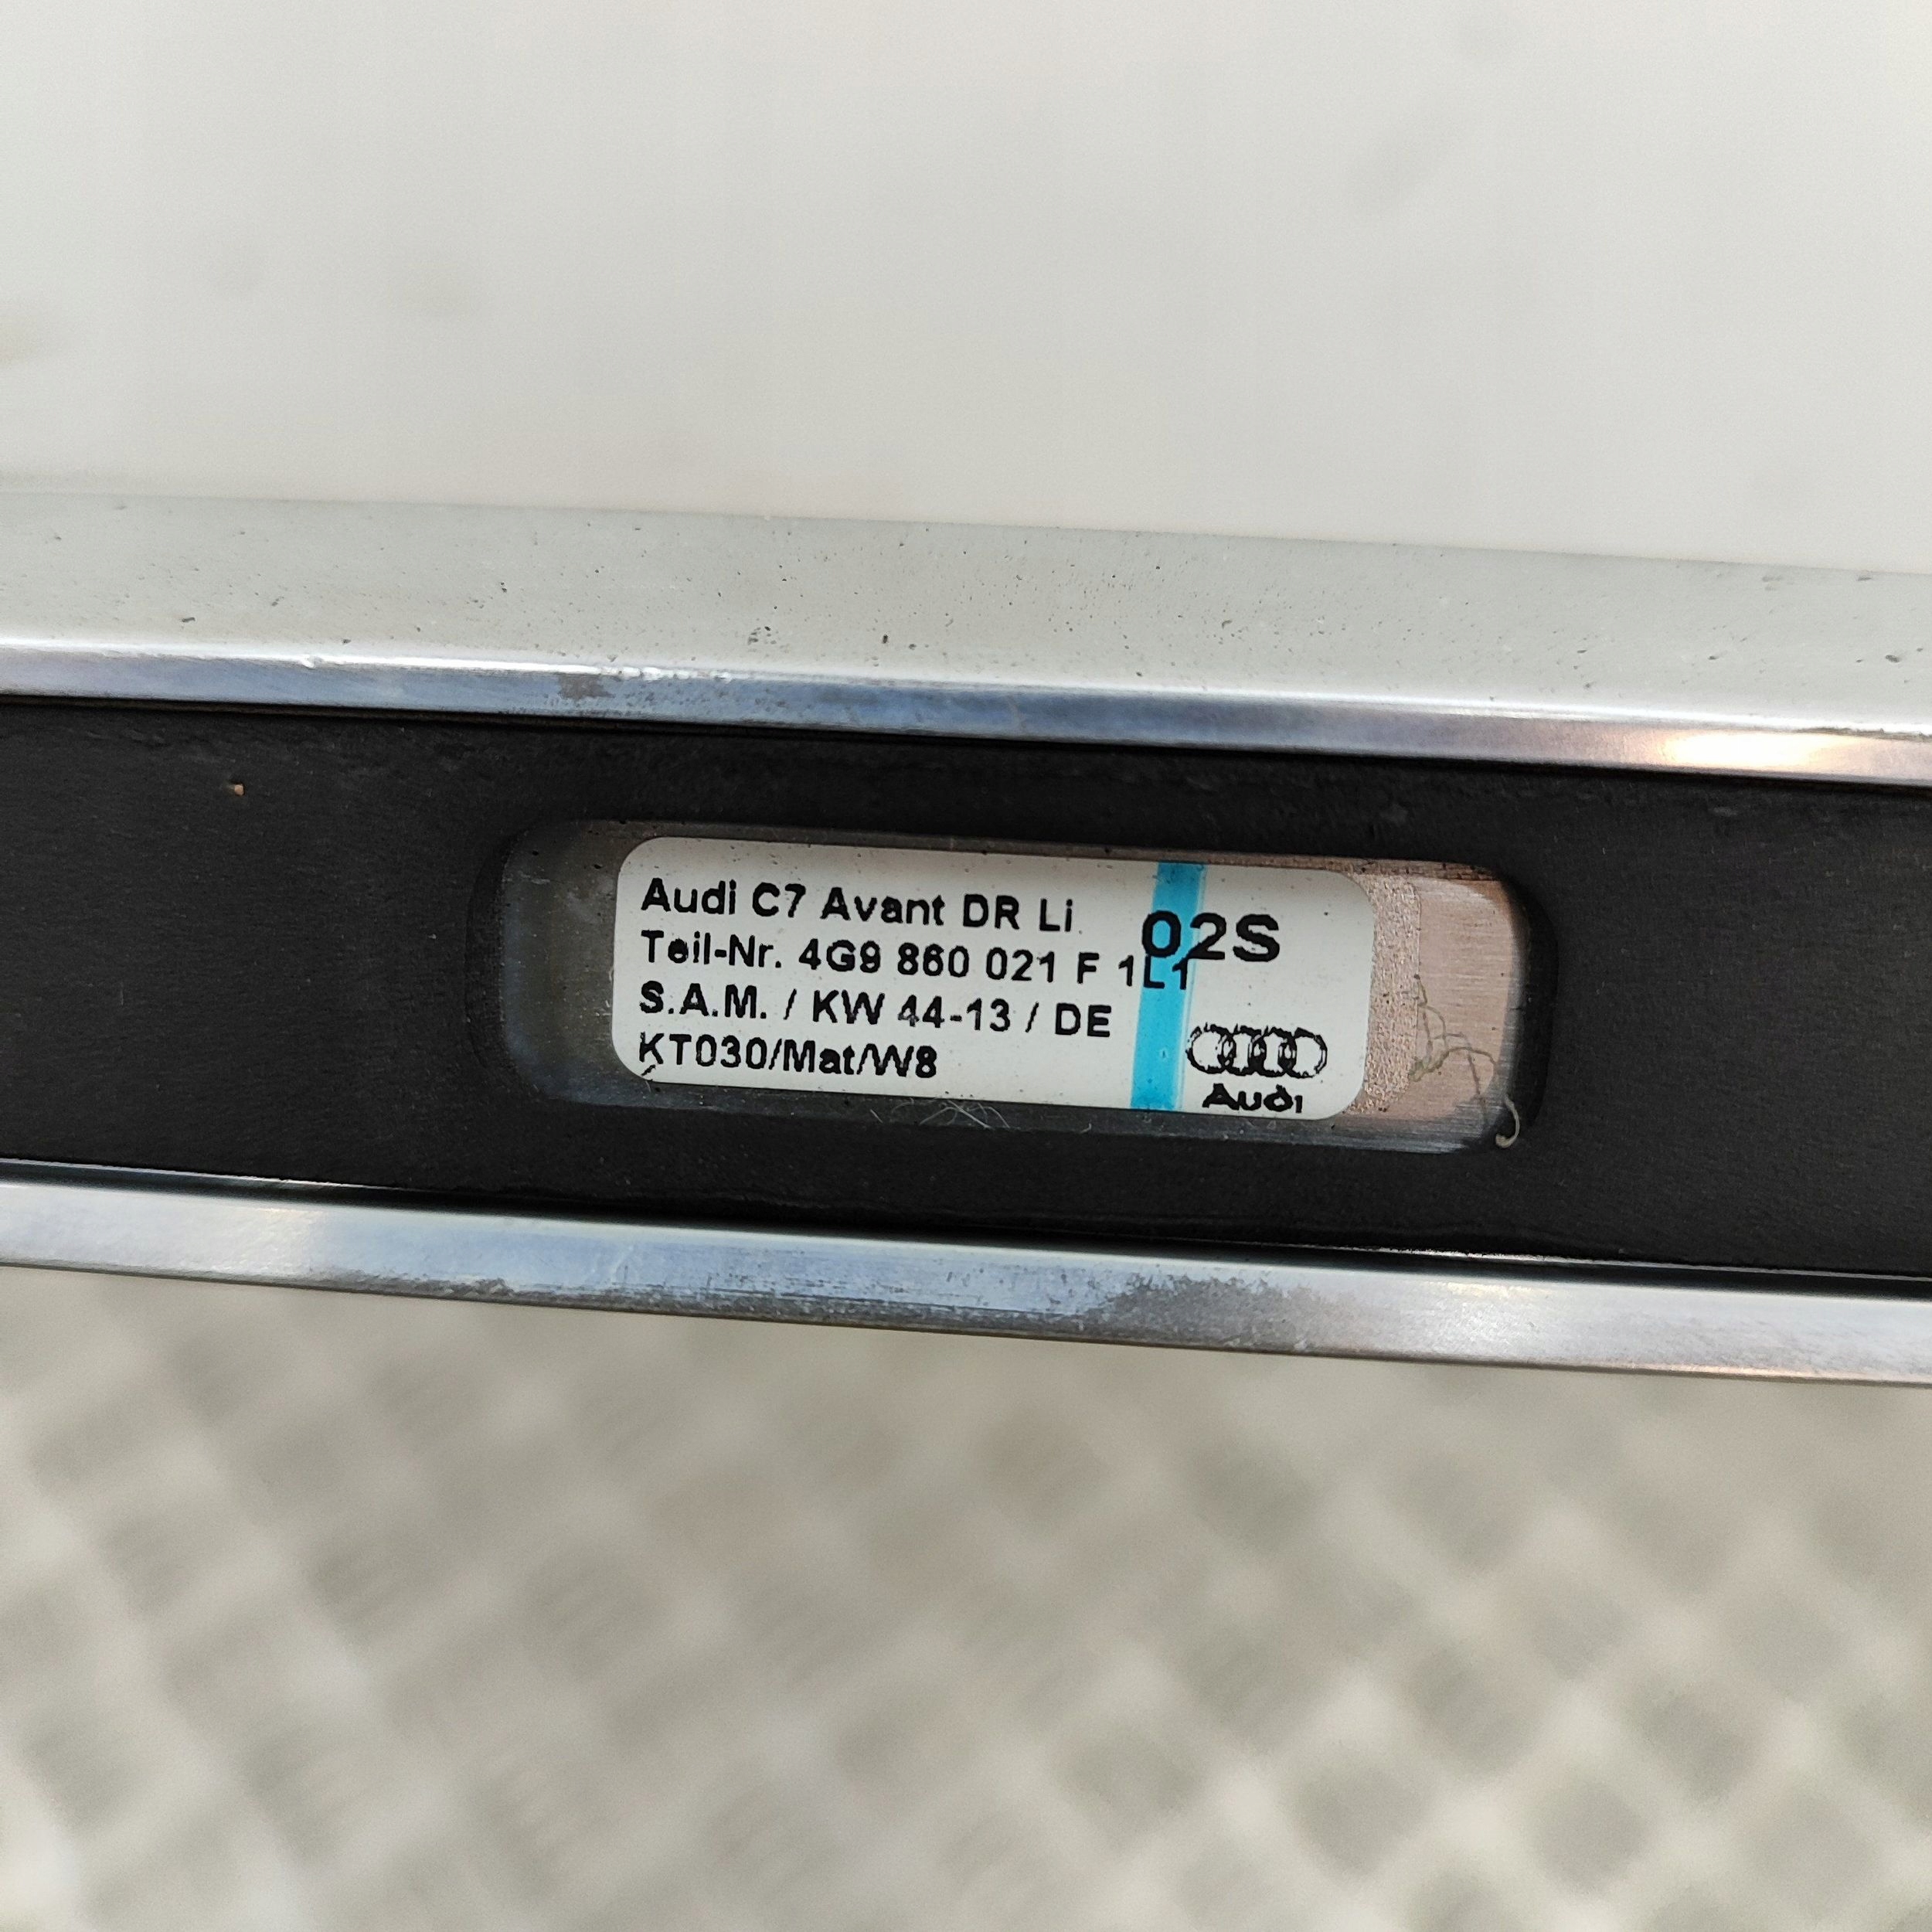 Audi C7 Avant DR Li
02S
Teil-Nr. 4G9 860 021 F 1L1
S.A.M. / KW 44-13 / DE
KT030/Mat/W8
Audi